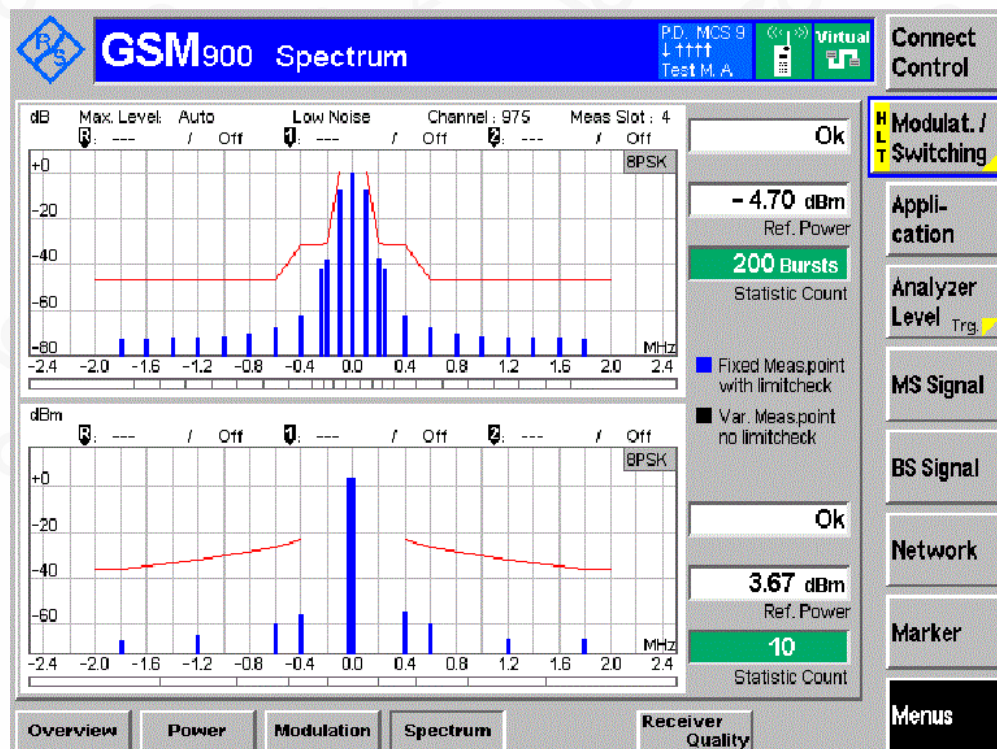 R/S
GSM900 Spectrum
P.D. MCS 9
Test M. A
Virtual
Connect Control
HLT Modulat. / Switching
Appli-
cation
Analyzer
Level Trg.
MS Signal
BS Signal
Network
Marker
Menus
dB Max. Level: Auto Low Noise Channel : 975 Meas Slot : 4
R: --- / Off 1: --- / Off 2: --- / Off
8PSK
+0
-20
-40
-60
-80
MHz
-2.4 -2.0 -1.6 -1.2 -0.8 -0.4 0.0 0.4 0.8 1.2 1.6 2.0 2.4
Ok
- 4.70 dBm
Ref. Power
200 Bursts
Statistic Count
Fixed Meas.point
with limitcheck
Var. Meas.point
no limitcheck
dBm
R: --- / Off 1: --- / Off 2: --- / Off
8PSK
+0
-20
-40
-60
MHz
-2.4 -2.0 -1.6 -1.2 -0.8 -0.4 0.0 0.4 0.8 1.2 1.6 2.0 2.4
Ok
3.67 dBm
Ref. Power
10
Statistic Count
Overview
Power
Modulation
Spectrum
Receiver
Quality